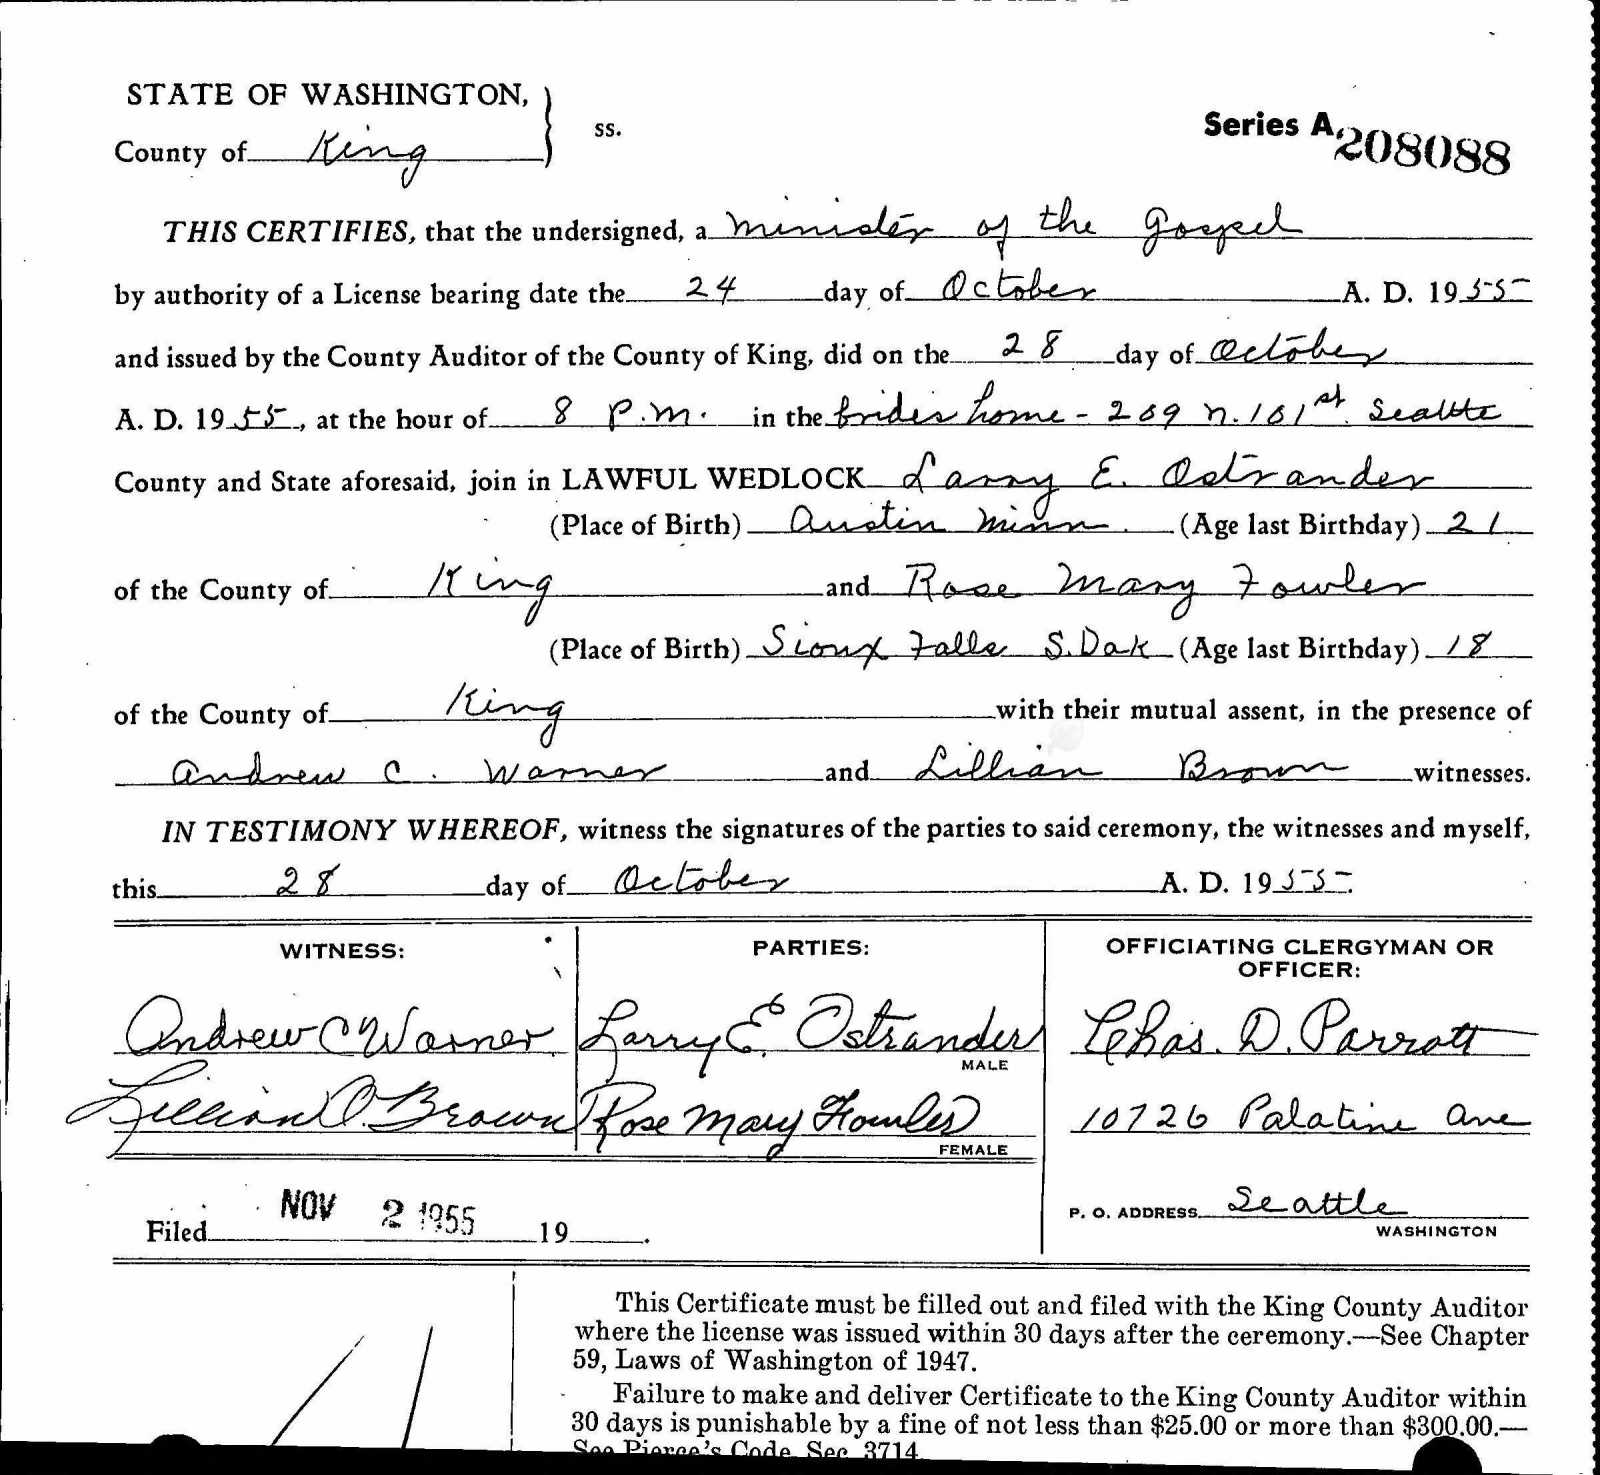 STATE OF WASHINGTON,
County of King
ss.
Series A 208088
THIS CERTIFIES, that the undersigned, a minister of the Gospel
by authority of a License bearing date the 24 day of October A. D. 1955
and issued by the County Auditor of the County of King, did on the 28 day of October
A. D. 1955, at the hour of 8 P.M. in the brides home - 209 N. 101st. Seattle
County and State aforesaid, join in LAWFUL WEDLOCK Larry E. Ostrander
(Place of Birth) Austin Minn. (Age last Birthday) 21
of the County of King and Rose Mary Fowler
(Place of Birth) Sioux Falls S. Dak (Age last Birthday) 18
of the County of King with their mutual assent, in the presence of
Andrew C. Warner and Lillian Brown witnesses.
IN TESTIMONY WHEREOF, witness the signatures of the parties to said ceremony, the witnesses and myself,
this 28 day of October A. D. 1955.
WITNESS:
Andrew C Warner
Lillian O. Brown
PARTIES:
Larry E. Ostrander
MALE
Rose Mary Fowler
FEMALE
OFFICIATING CLERGYMAN OR
OFFICER:
Chas. D. Parrott
10726 Palatine Ave
P. O. ADDRESS Seattle
WASHINGTON
Filed NOV 2 1955 19 .
This Certificate must be filled out and filed with the King County Auditor
where the license was issued within 30 days after the ceremony.—See Chapter
59, Laws of Washington of 1947.
Failure to make and deliver Certificate to the King County Auditor within
30 days is punishable by a fine of not less than $25.00 or more than $300.00.—
See Pierce's Code, Sec. 3714